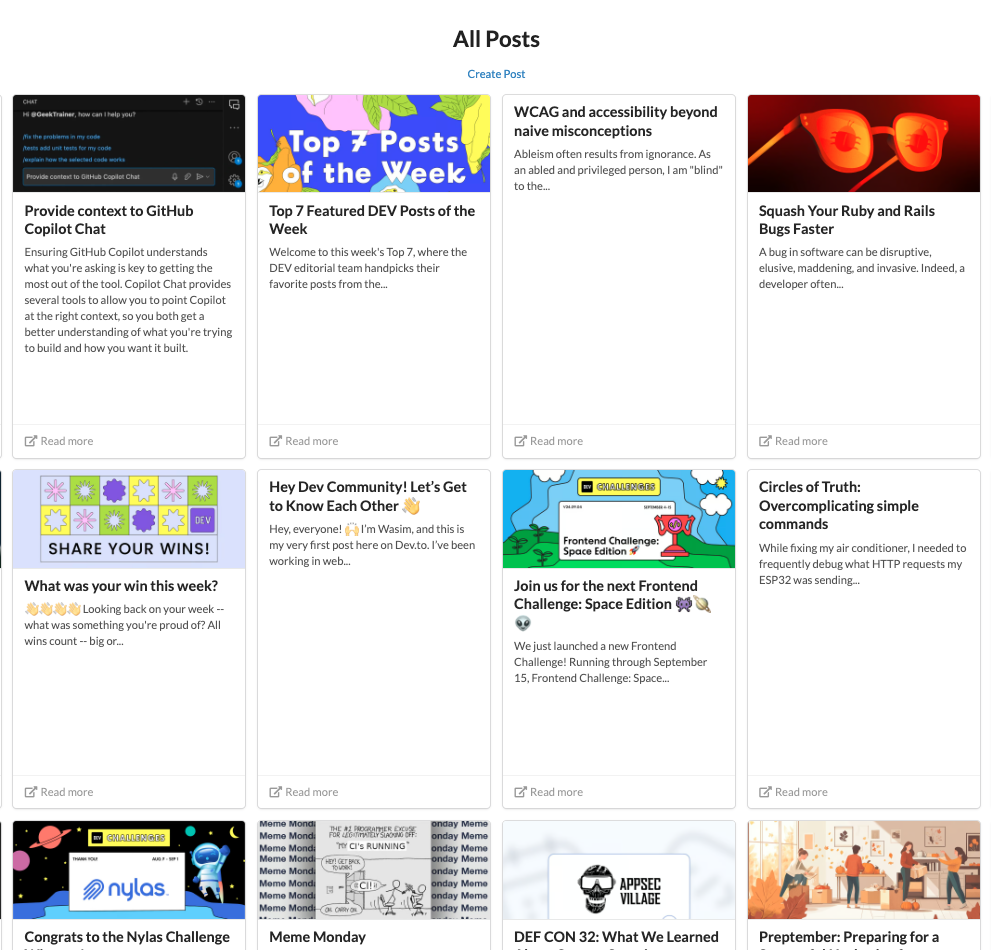 All Posts
Create Post
CHAT
Hi @GeekTrainer, how can I help you?
/fix the problems in my code
/tests add unit tests for my code
/explain how the selected code works
Provide context to GitHub Copilot Chat
Provide context to GitHub
Copilot Chat
Ensuring GitHub Copilot understands
what you're asking is key to getting the
most out of the tool. Copilot Chat provides
several tools to allow you to point Copilot
at the right context, so you both get a
better understanding of what you're trying
to build and how you want it built.
Read more
Top 7 Posts
of the Week
Top 7 Featured DEV Posts of the
Week
Welcome to this week's Top 7, where the
DEV editorial team handpicks their
favorite posts from the...
Read more
WCAG and accessibility beyond
naive misconceptions
Ableism often results from ignorance. As
an abled and privileged person, I am "blind"
to the...
Read more
Squash Your Ruby and Rails
Bugs Faster
A bug in software can be disruptive,
elusive, maddening, and invasive. Indeed, a
developer often...
Read more
DEV
SHARE YOUR WINS!
What was your win this week?
👋👋👋👋 Looking back on your week --
what was something you're proud of? All
wins count -- big or...
Read more
Hey Dev Community! Let’s Get
to Know Each Other 👋
Hey, everyone! 🙌 I’m Wasim, and this is
my very first post here on Dev.to. I’ve been
working in web...
Read more
DEV CHALLENGES
Frontend Challenge:
Space Edition 🚀
Join us for the next Frontend
Challenge: Space Edition 👾🪐
👽
We just launched a new Frontend
Challenge! Running through September
15, Frontend Challenge: Space...
Read more
Circles of Truth:
Overcomplicating simple
commands
While fixing my air conditioner, I needed to
frequently debug what HTTP requests my
ESP32 was sending...
Read more
DEV CHALLENGES
THANK YOU!
AUG 7 - SEP 1
nylas
Congrats to the Nylas Challenge
Meme Monday
THE #1 PROGRAMMER EXCUSE
FOR LEGITIMATELY SLACKING OFF:
"MY CI's RUNNING"
HEY! GET BACK
TO WORK!
CI!
OH. CARRY ON.
Meme Monday
APPSEC
VILLAGE
DEF CON 32: What We Learned
Preptember: Preparing for a